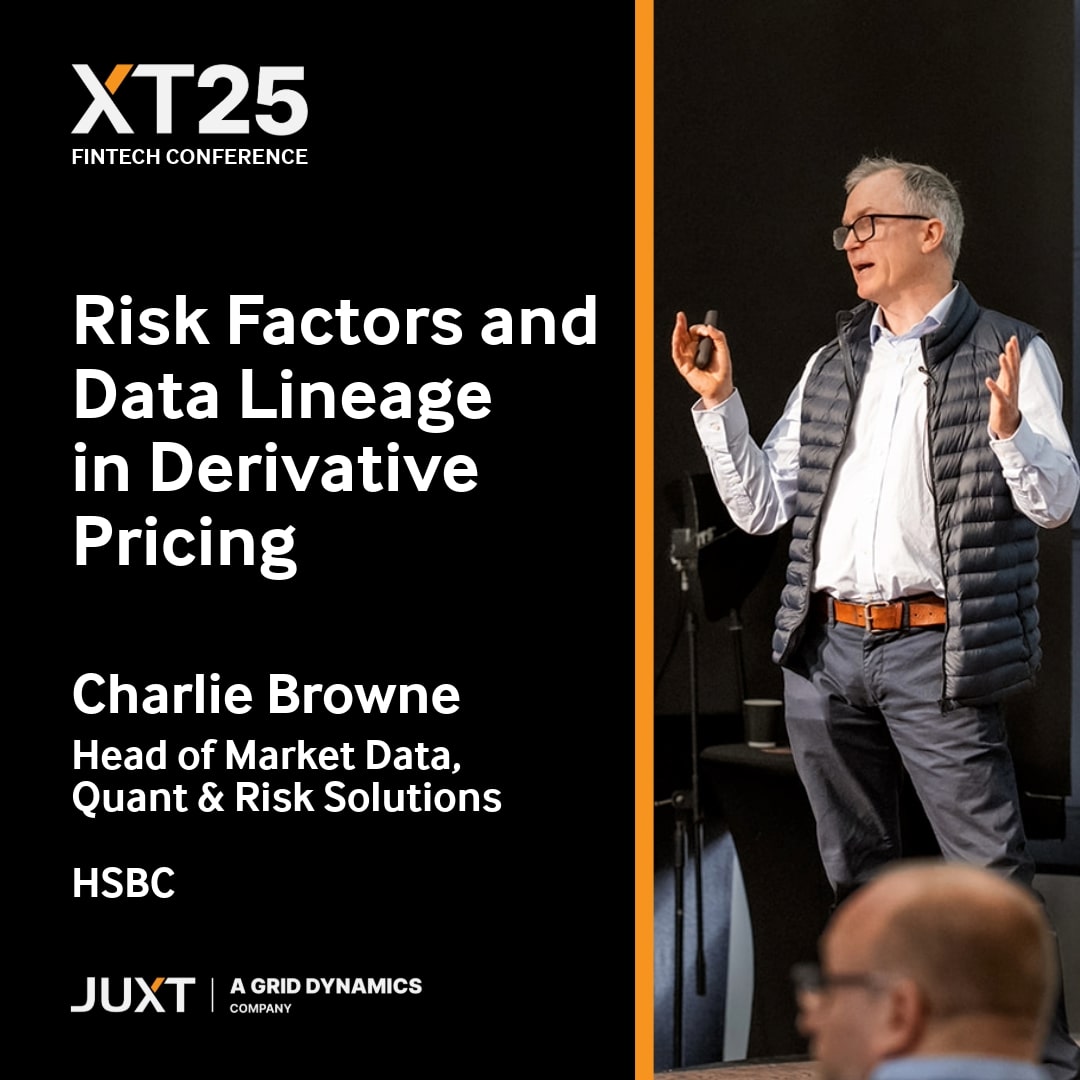 XT25
FINTECH CONFERENCE
Risk Factors and
Data Lineage
in Derivative
Pricing
Charlie Browne
Head of Market Data,
Quant & Risk Solutions
HSBC
JUXT | A GRID DYNAMICS
COMPANY